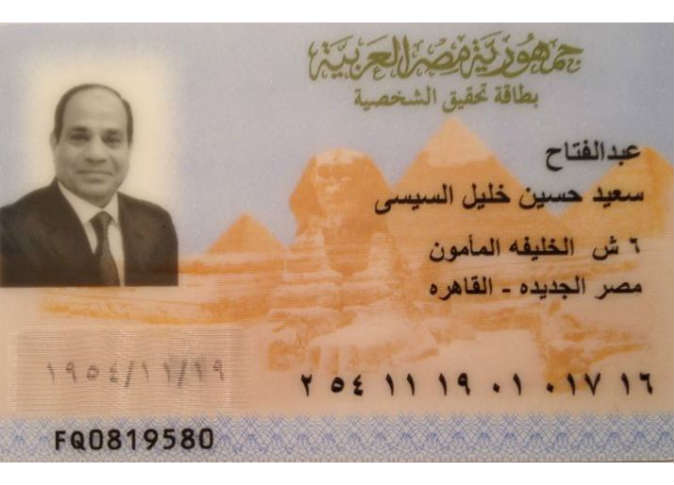 جمهورية مصر العربية
بطاقة تحقيق الشخصية
عبدالفتاح
سعيد حسين خليل السيسى
٦ ش الخليفه المأمون
مصر الجديده - القاهره
١٩٥٤/١١/١٩
٢ ٥٤ ١١ ١٩ ٠١ ٠١٧ ١٦
FQ0819580